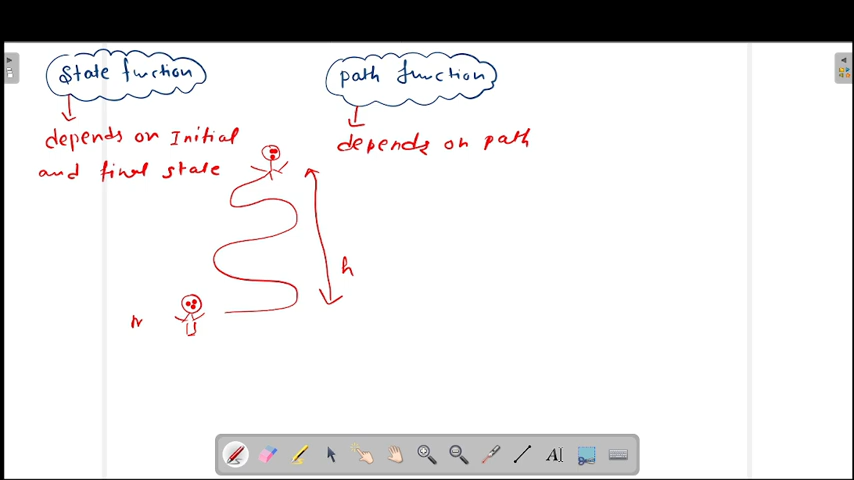 State function
path function
depends on Initial
and final state
depends on path
h